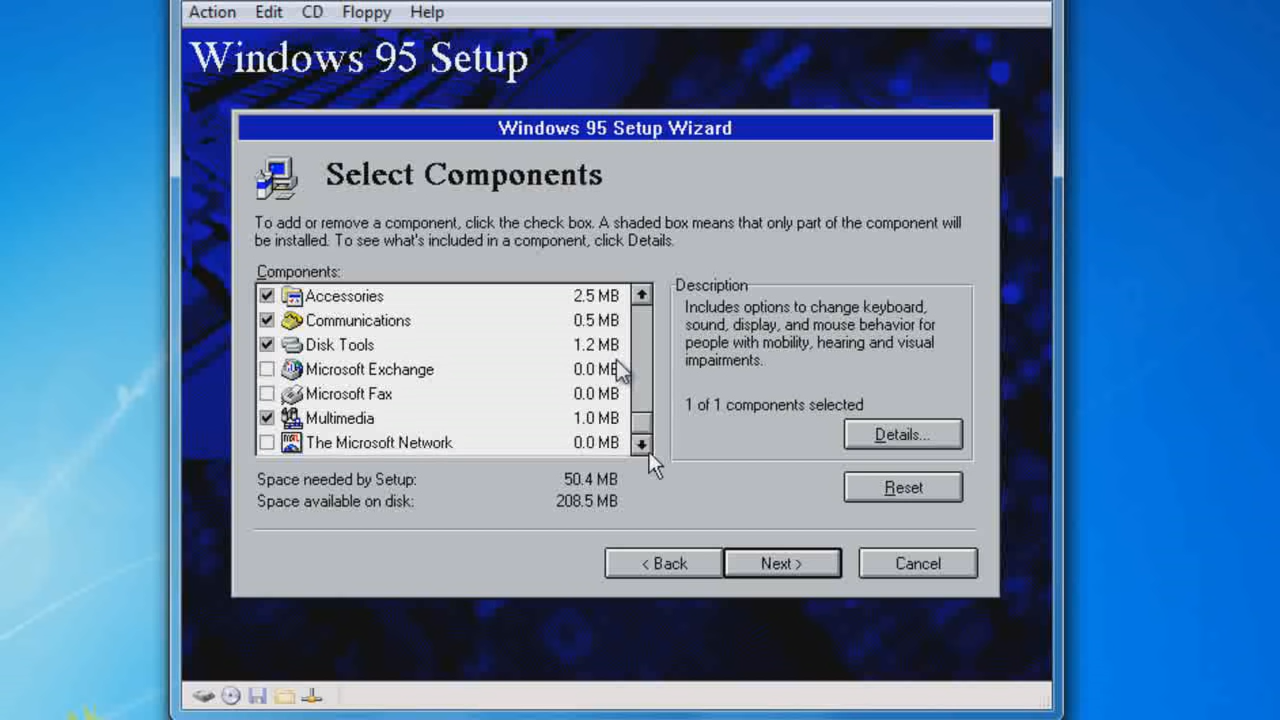 Action Edit CD Floppy Help
Windows 95 Setup
Windows 95 Setup Wizard
Select Components
To add or remove a component, click the check box. A shaded box means that only part of the component will
be installed. To see what's included in a component, click Details.
Components:
Accessories 2.5 MB
Communications 0.5 MB
Disk Tools 1.2 MB
Microsoft Exchange 0.0 MB
Microsoft Fax 0.0 MB
Multimedia 1.0 MB
The Microsoft Network 0.0 MB
Description
Includes options to change keyboard,
sound, display, and mouse behavior for
people with mobility, hearing and visual
impairments.
1 of 1 components selected
Details...
Space needed by Setup: 50.4 MB
Space available on disk: 208.5 MB
Reset
< Back Next > Cancel